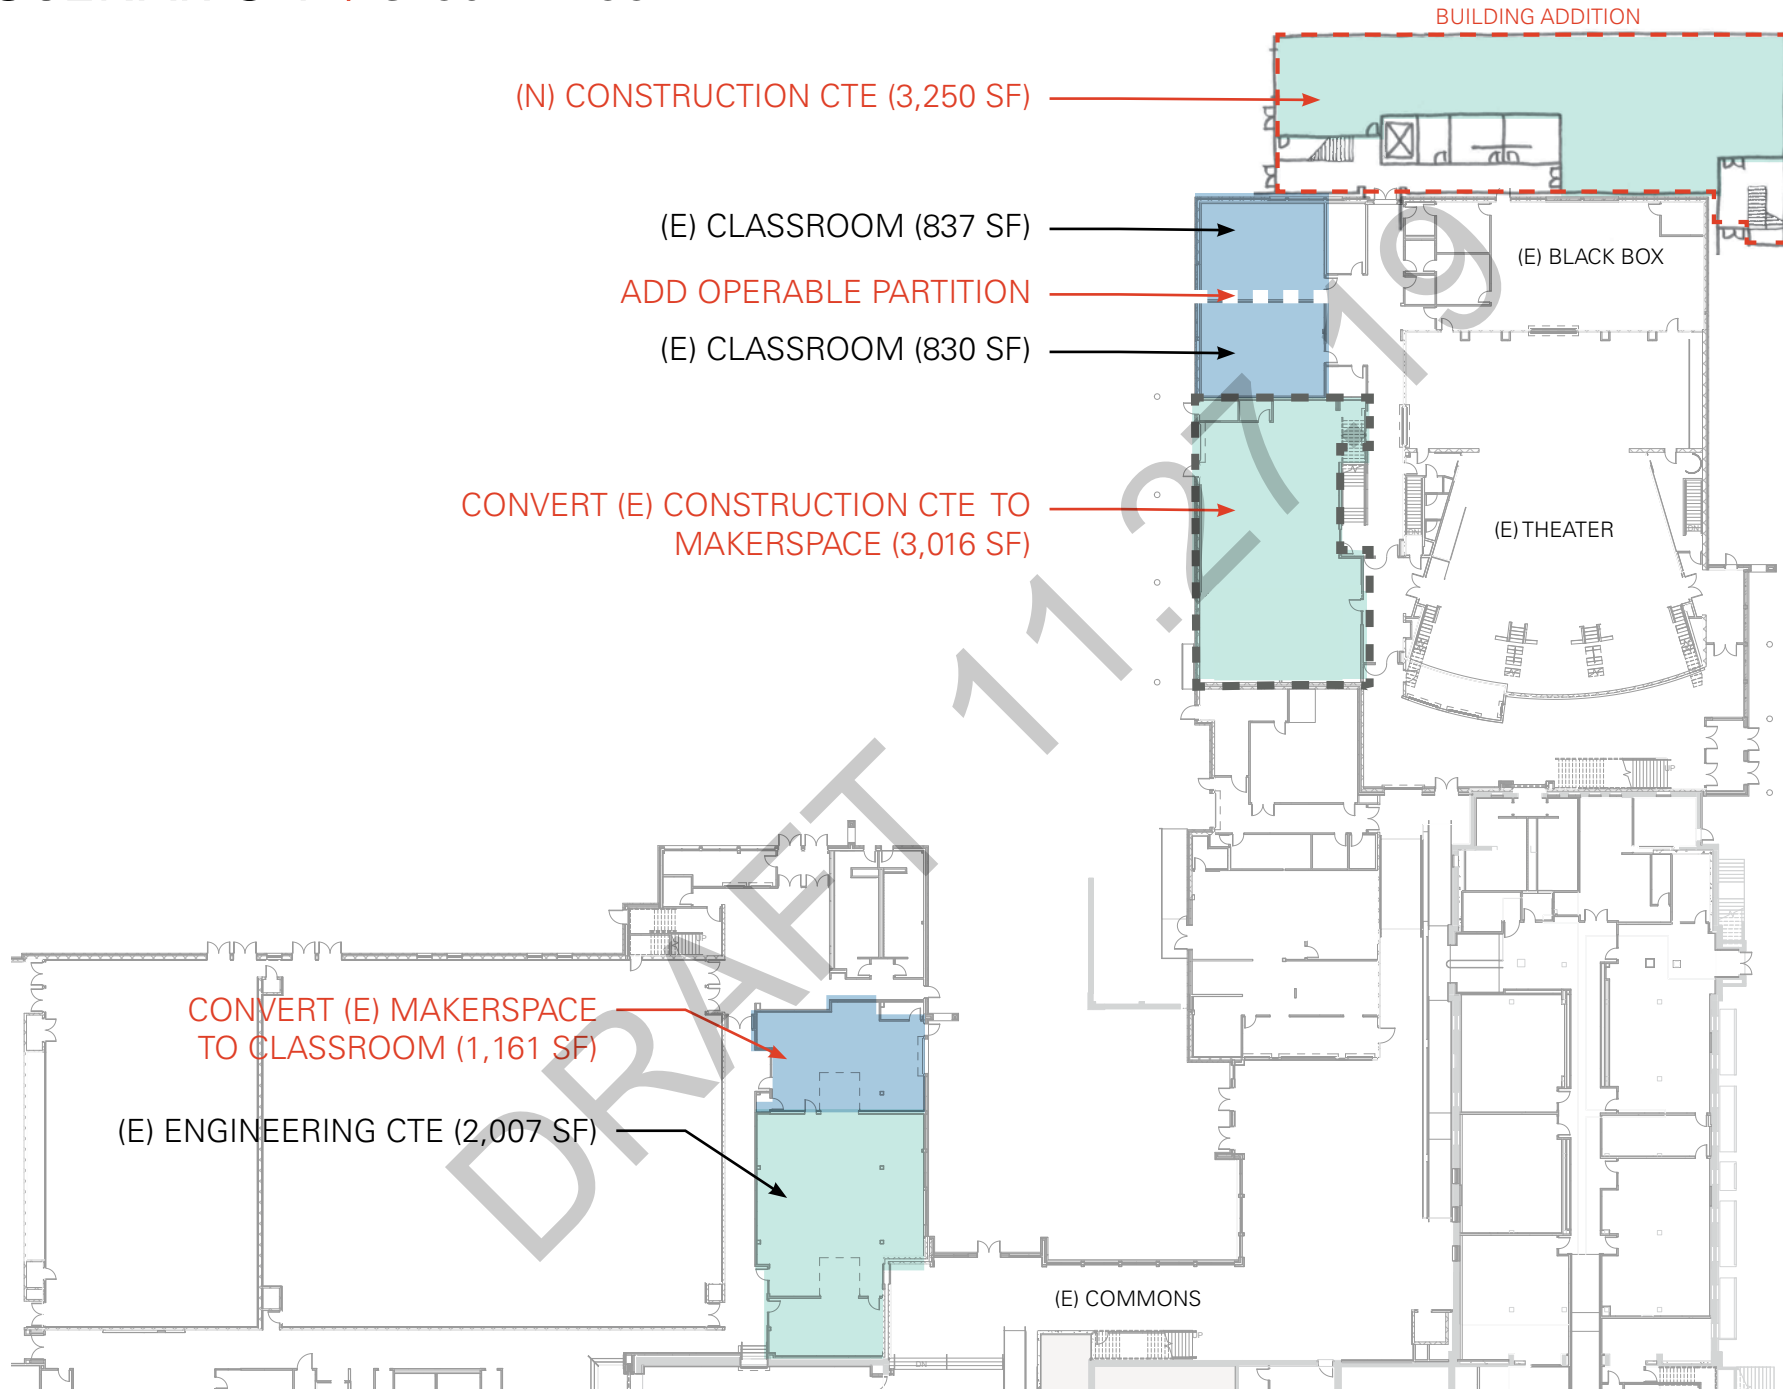 BUILDING ADDITION
(N) CONSTRUCTION CTE (3,250 SF)
(E) CLASSROOM (837 SF)
(E) BLACK BOX
ADD OPERABLE PARTITION
(E) CLASSROOM (830 SF)
CONVERT (E) CONSTRUCTION CTE TO
MAKERSPACE (3,016 SF)
(E) THEATER
DRAFT 11.27.19
CONVERT (E) MAKERSPACE
TO CLASSROOM (1,161 SF)
(E) ENGINEERING CTE (2,007 SF)
(E) COMMONS
DN